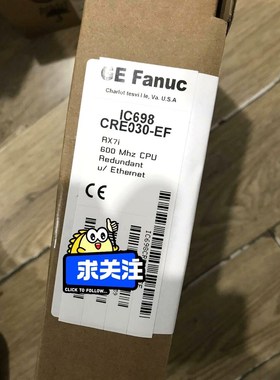 GE Fanuc
Charlottesville, Va. U.S.A
IC698
CRE030-EF
RX7i
600 Mhz CPU
Redundant
w/ Ethernet
CE
求关注
CLICK TO FOLLOW...